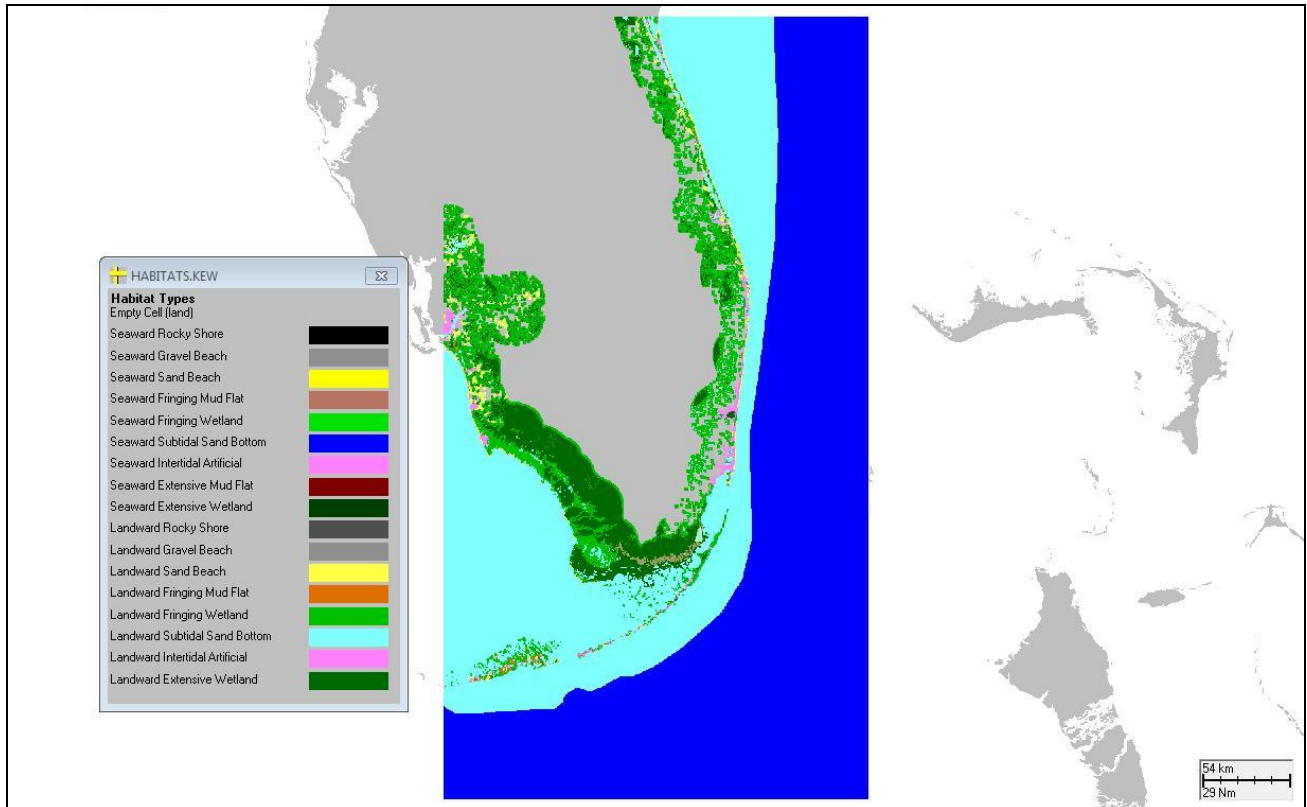 HABITATS.KEW
Habitat Types
Empty Cell (land)
Seaward Rocky Shore
Seaward Gravel Beach
Seaward Sand Beach
Seaward Fringing Mud Flat
Seaward Fringing Wetland
Seaward Subtidal Sand Bottom
Seaward Intertidal Artificial
Seaward Extensive Mud Flat
Seaward Extensive Wetland
Landward Rocky Shore
Landward Gravel Beach
Landward Sand Beach
Landward Fringing Mud Flat
Landward Fringing Wetland
Landward Subtidal Sand Bottom
Landward Intertidal Artificial
Landward Extensive Wetland
54 km
29 Nm